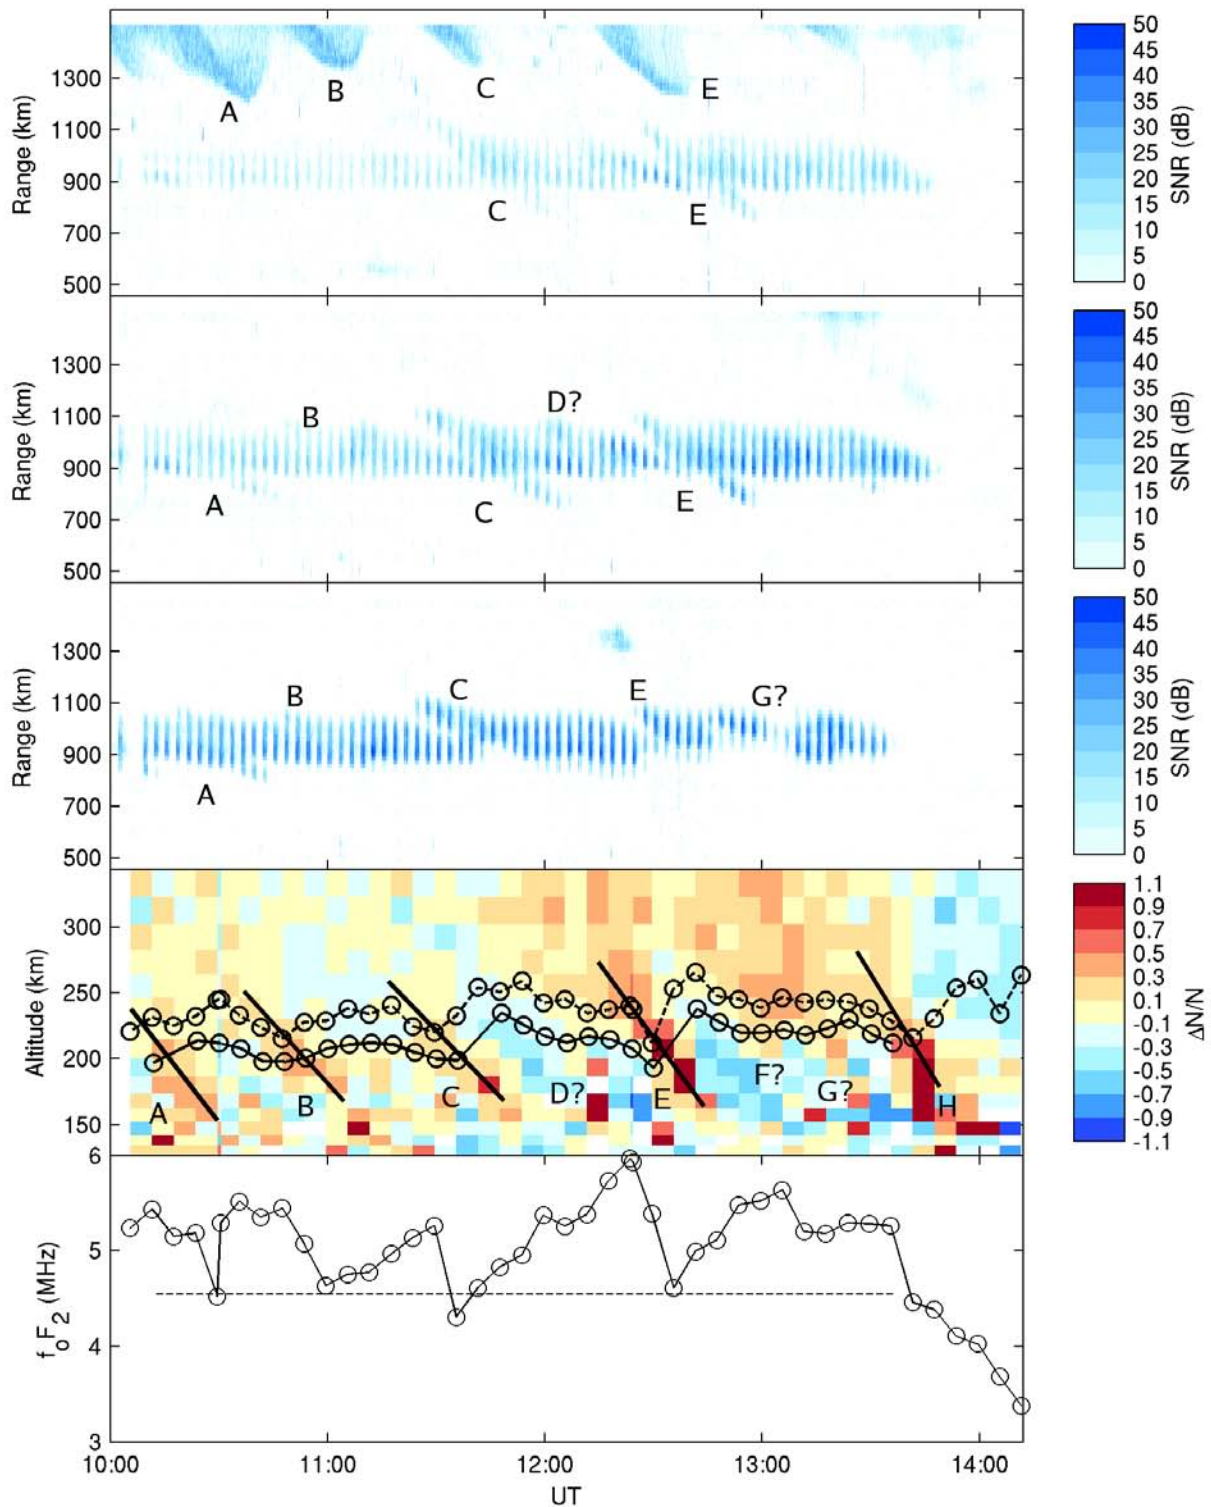 1300
1100
900
700
500
Range (km)
A
B
C
E
C
E
50
45
40
35
30
25
20
15
10
5
0
SNR (dB)
1300
1100
900
700
500
Range (km)
A
B
C
D?
E
50
45
40
35
30
25
20
15
10
5
0
SNR (dB)
1300
1100
900
700
500
Range (km)
A
B
C
E
G?
50
45
40
35
30
25
20
15
10
5
0
SNR (dB)
300
250
200
150
Altitude (km)
A
B
C
D?
E
F?
G?
H
1.1
0.9
0.7
0.5
0.3
0.1
-0.1
-0.3
-0.5
-0.7
-0.9
-1.1
ΔN/N
6
5
4
3
foF2 (MHz)
10:00 11:00 12:00 13:00 14:00
UT